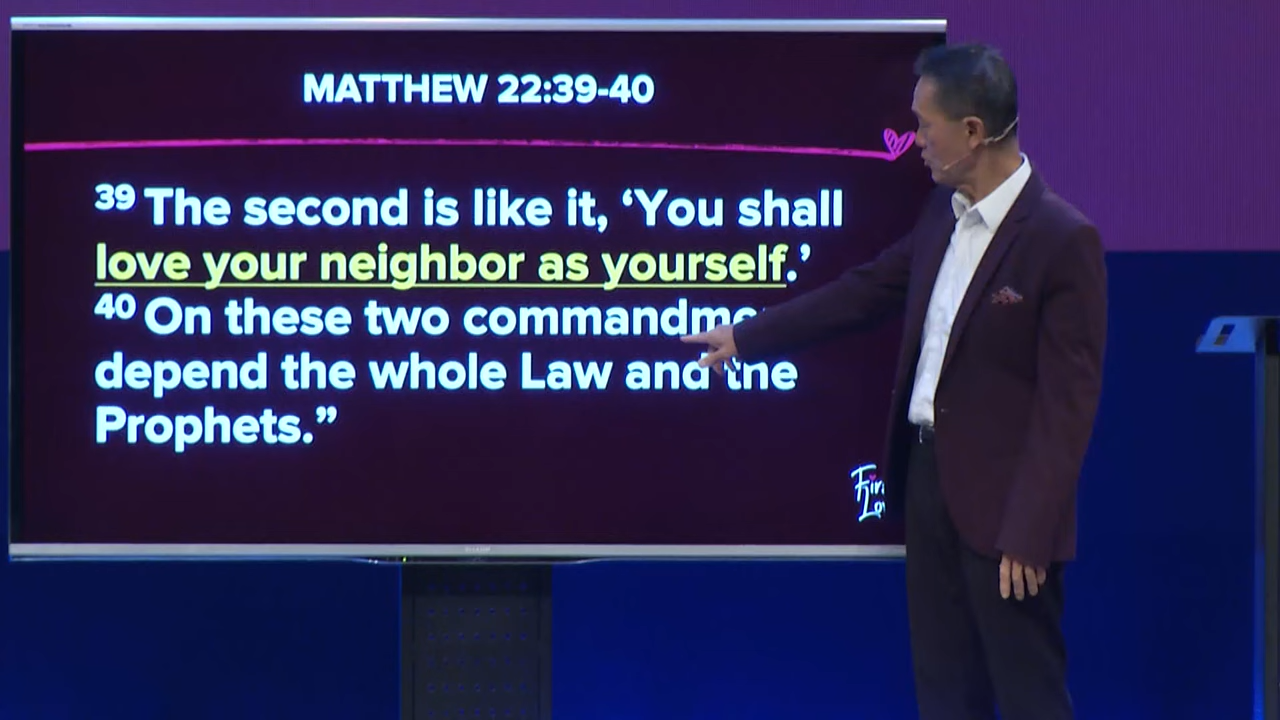 MATTHEW 22:39-40
39 The second is like it, ‘You shall
love your neighbor as yourself.’
40 On these two
depend the whole Law and the
Prophets.”
SHARP